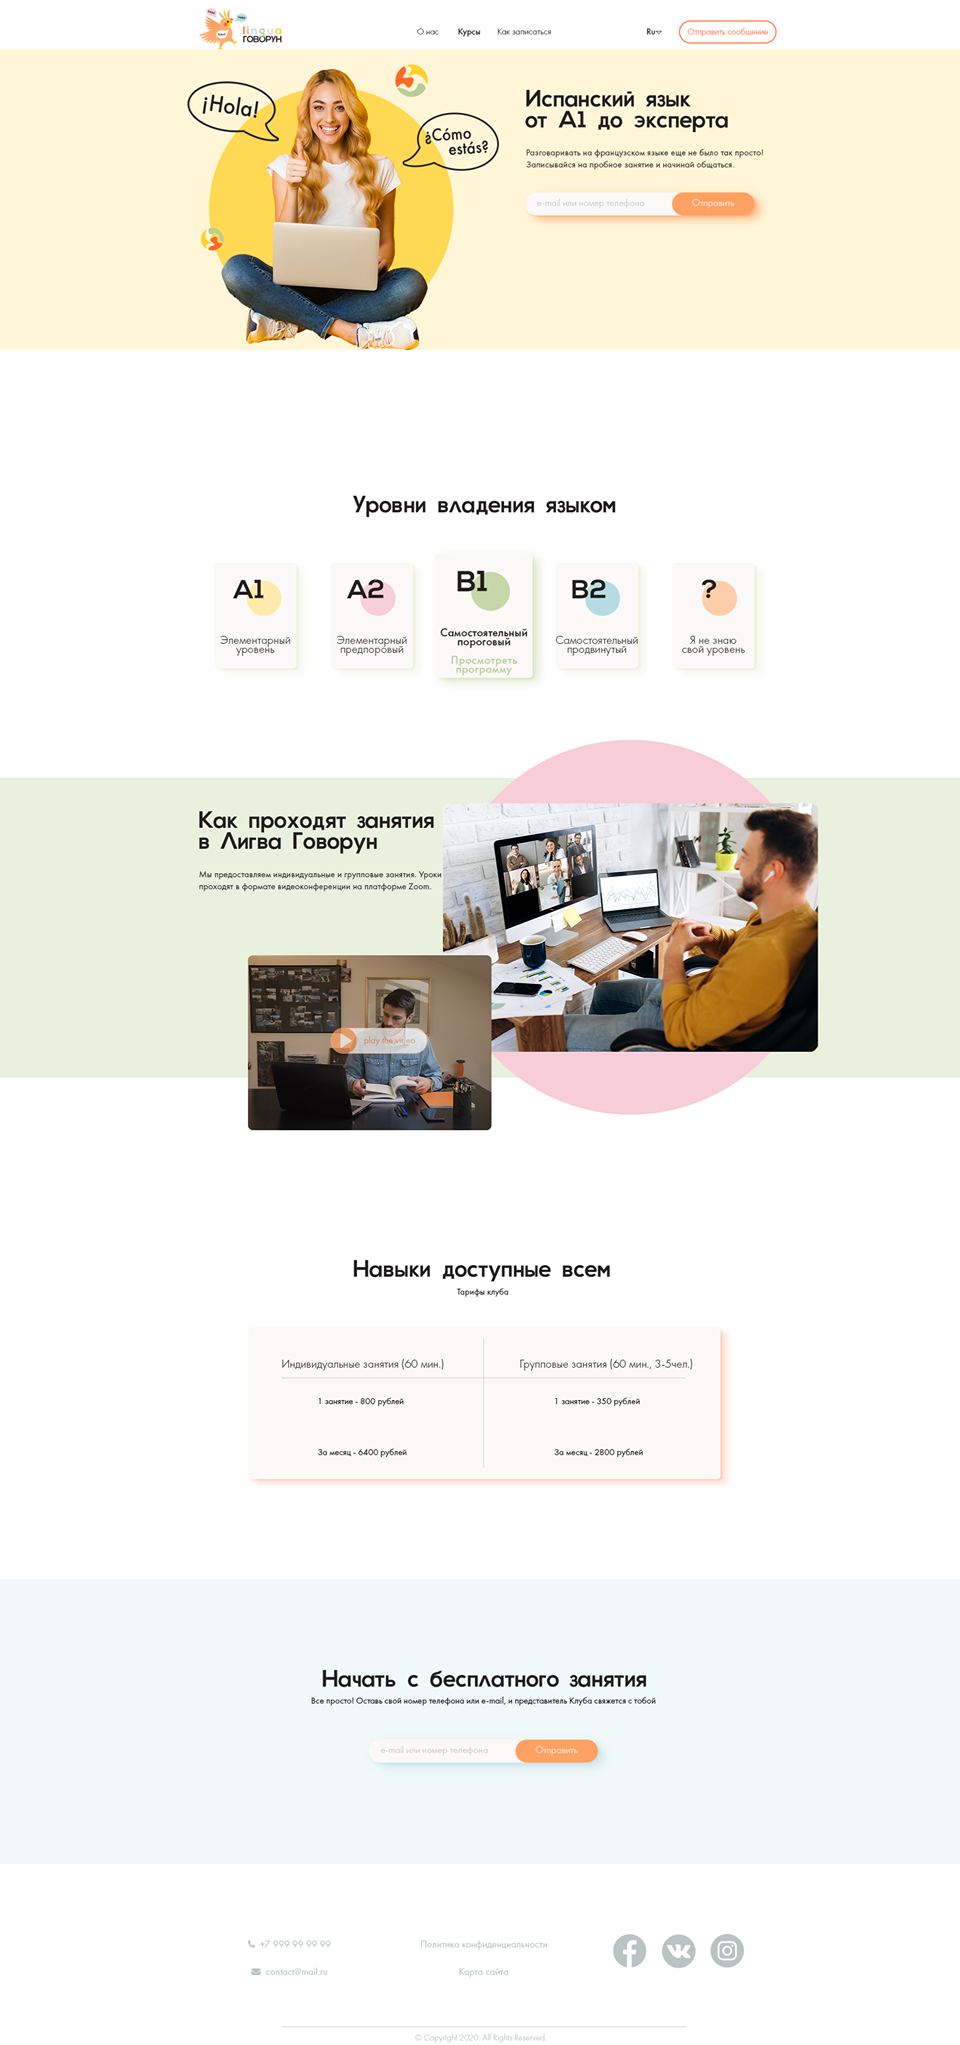 lingua
ГОВОРУН
О нас
Курсы
Как записаться
Ru
Отправить сообщение
¡Hola!
¿Cómo
estás?
Испанский язык
от A1 до эксперта
Разговаривать на французском языке еще не было так просто!
Записывайся на пробное занятие и начинай общаться.
e-mail или номер телефона
Отправить
Уровни владения языком
A1
Элементарный
уровень
A2
Элементарный
предпороговый
B1
Самостоятельный
пороговый
Просмотреть
программу
B2
Самостоятельный
продвинутый
?
Я не знаю
свой уровень
Как проходят занятия
в Лигва Говорун
Мы предоставляем индивидуальные и групповые занятия. Уроки
проходят в формате видеоконференции на платформе Zoom.
play the video
Навыки доступные всем
Тарифы клуба
Индивидуальные занятия (60 мин.)
Групповые занятия (60 мин., 3-5чел.)
1 занятие - 800 рублей
1 занятие - 350 рублей
За месяц - 6400 рублей
За месяц - 2800 рублей
Начать с бесплатного занятия
Все просто! Оставь свой номер телефона или e-mail, и представитель Клуба свяжется с тобой
e-mail или номер телефона
Отправить
+7 999 99 99 99
Политика конфиденциальности
contact@mail.ru
Карта сайта
© Copyright 2020. All Rights Reserved.